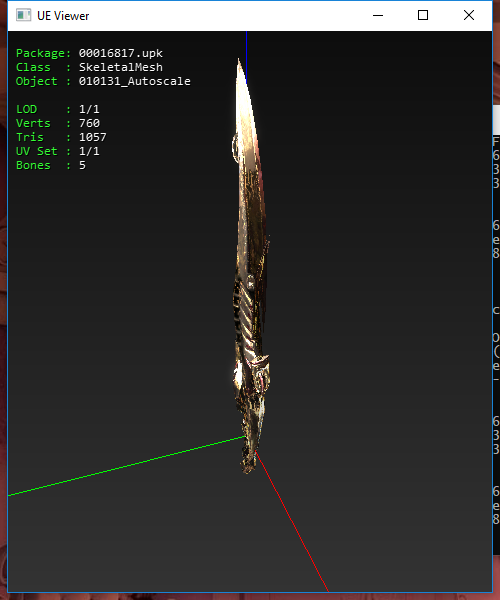 UE Viewer
Package: 00016817.upk
Class : SkeletalMesh
Object : 010131_Autoscale
LOD : 1/1
Verts : 760
Tris : 1057
UV Set : 1/1
Bones : 5